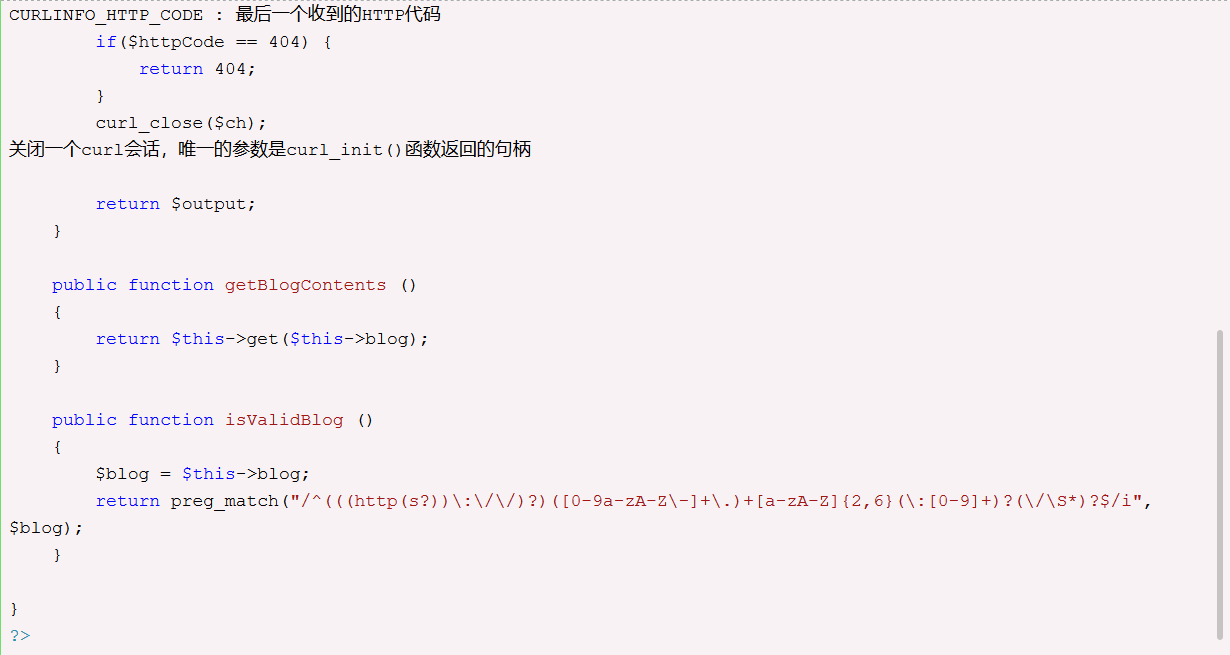 CURLINFO_HTTP_CODE : 最后一个收到的HTTP代码
        if($httpCode == 404) {
            return 404;
        }
        curl_close($ch);
关闭一个curl会话，唯一的参数是curl_init()函数返回的句柄
        return $output;
    }
    public function getBlogContents ()
    {
        return $this->get($this->blog);
    }
    public function isValidBlog ()
    {
        $blog = $this->blog;
        return preg_match("/^(((http(s?))\:\/\/)?)([0-9a-zA-Z\-]+\.)+[a-zA-Z]{2,6}(\:[0-9]+)?(\/\S*)?$/i",
$blog);
    }
}
?>